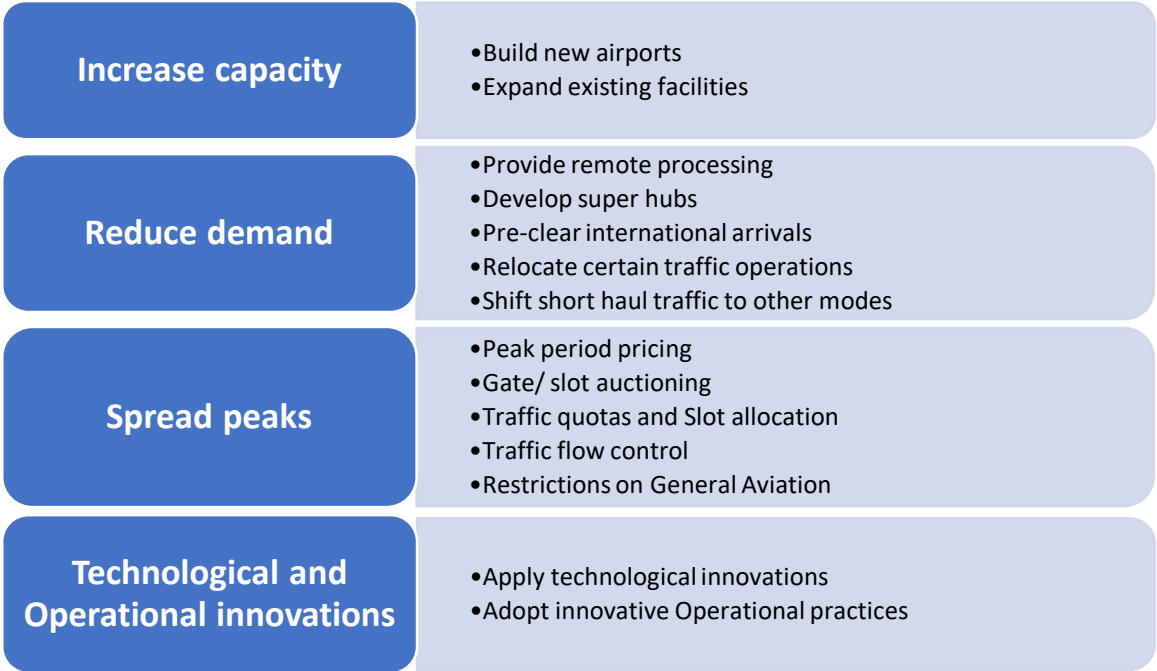 Increase capacity
•Build new airports
•Expand existing facilities
Reduce demand
•Provide remote processing
•Develop super hubs
•Pre-clear international arrivals
•Relocate certain traffic operations
•Shift short haul traffic to other modes
Spread peaks
•Peak period pricing
•Gate/ slot auctioning
•Traffic quotas and Slot allocation
•Traffic flow control
•Restrictions on General Aviation
Technological and
Operational innovations
•Apply technological innovations
•Adopt innovative Operational practices